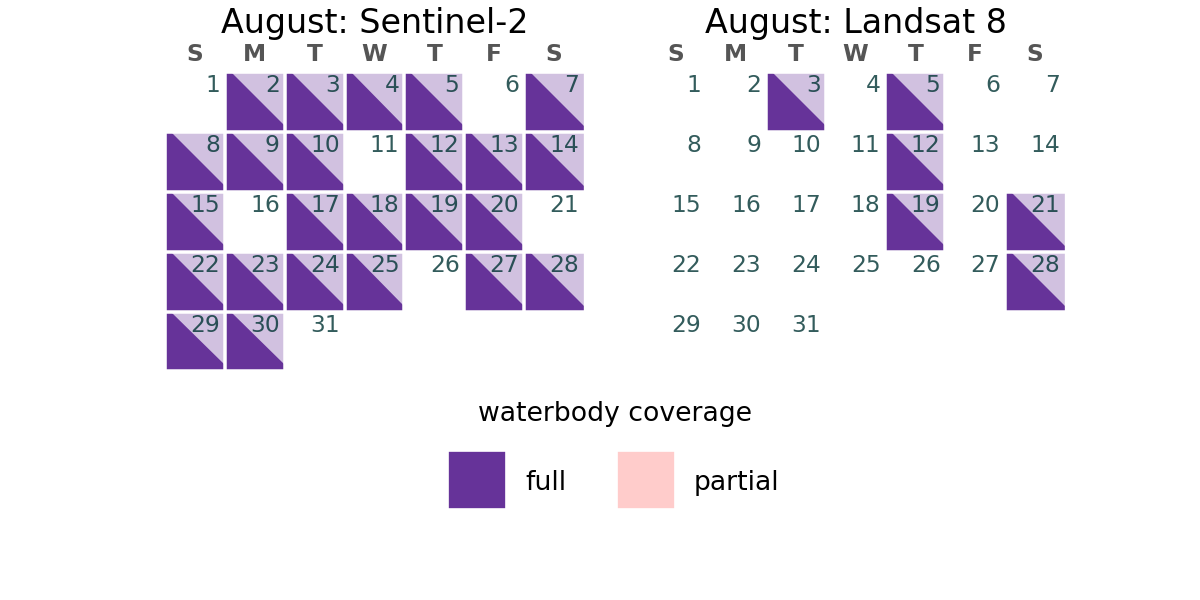 August: Sentinel-2
S M T W T F S
1 2 3 4 5 6 7
8 9 10 11 12 13 14
15 16 17 18 19 20 21
22 23 24 25 26 27 28
29 30 31
August: Landsat 8
S M T W T F S
1 2 3 4 5 6 7
8 9 10 11 12 13 14
15 16 17 18 19 20 21
22 23 24 25 26 27 28
29 30 31
waterbody coverage
full partial